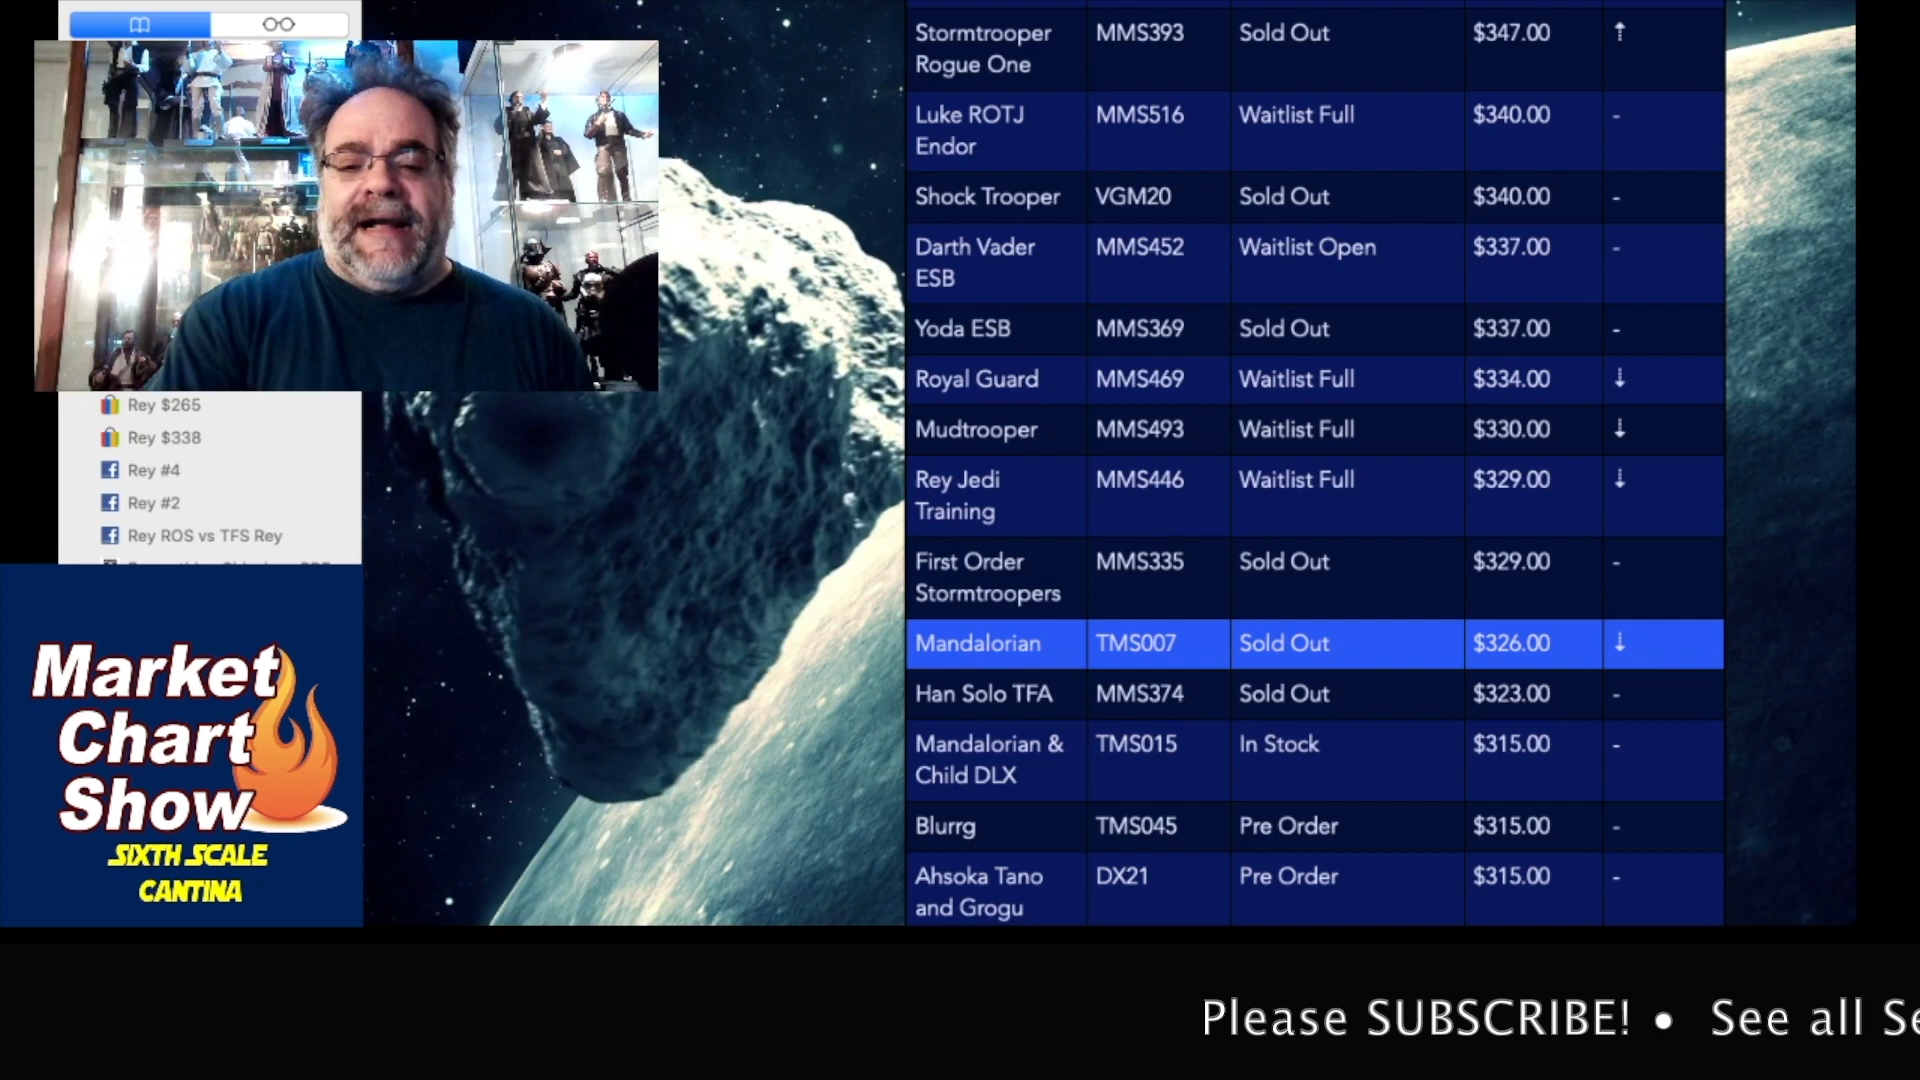 Rey $265
Rey $338
Rey #4
Rey #2
Rey ROS vs TFS Rey
Market
Chart
Show
SIXTH SCALE
CANTINA
Stormtrooper MMS393 Sold Out $347.00 ⇡
Rogue One
Luke ROTJ MMS516 Waitlist Full $340.00 -
Endor
Shock Trooper VGM20 Sold Out $340.00 -
Darth Vader MMS452 Waitlist Open $337.00 -
ESB
Yoda ESB MMS369 Sold Out $337.00 -
Royal Guard MMS469 Waitlist Full $334.00 ⇣
Mudtrooper MMS493 Waitlist Full $330.00 ⇣
Rey Jedi MMS446 Waitlist Full $329.00 ⇣
Training
First Order MMS335 Sold Out $329.00 -
Stormtroopers
Mandalorian TMS007 Sold Out $326.00 ⇣
Han Solo TFA MMS374 Sold Out $323.00 -
Mandalorian & TMS015 In Stock $315.00 -
Child DLX
Blurrg TMS045 Pre Order $315.00 -
Ahsoka Tano DX21 Pre Order $315.00 -
and Grogu
Please SUBSCRIBE! • See all